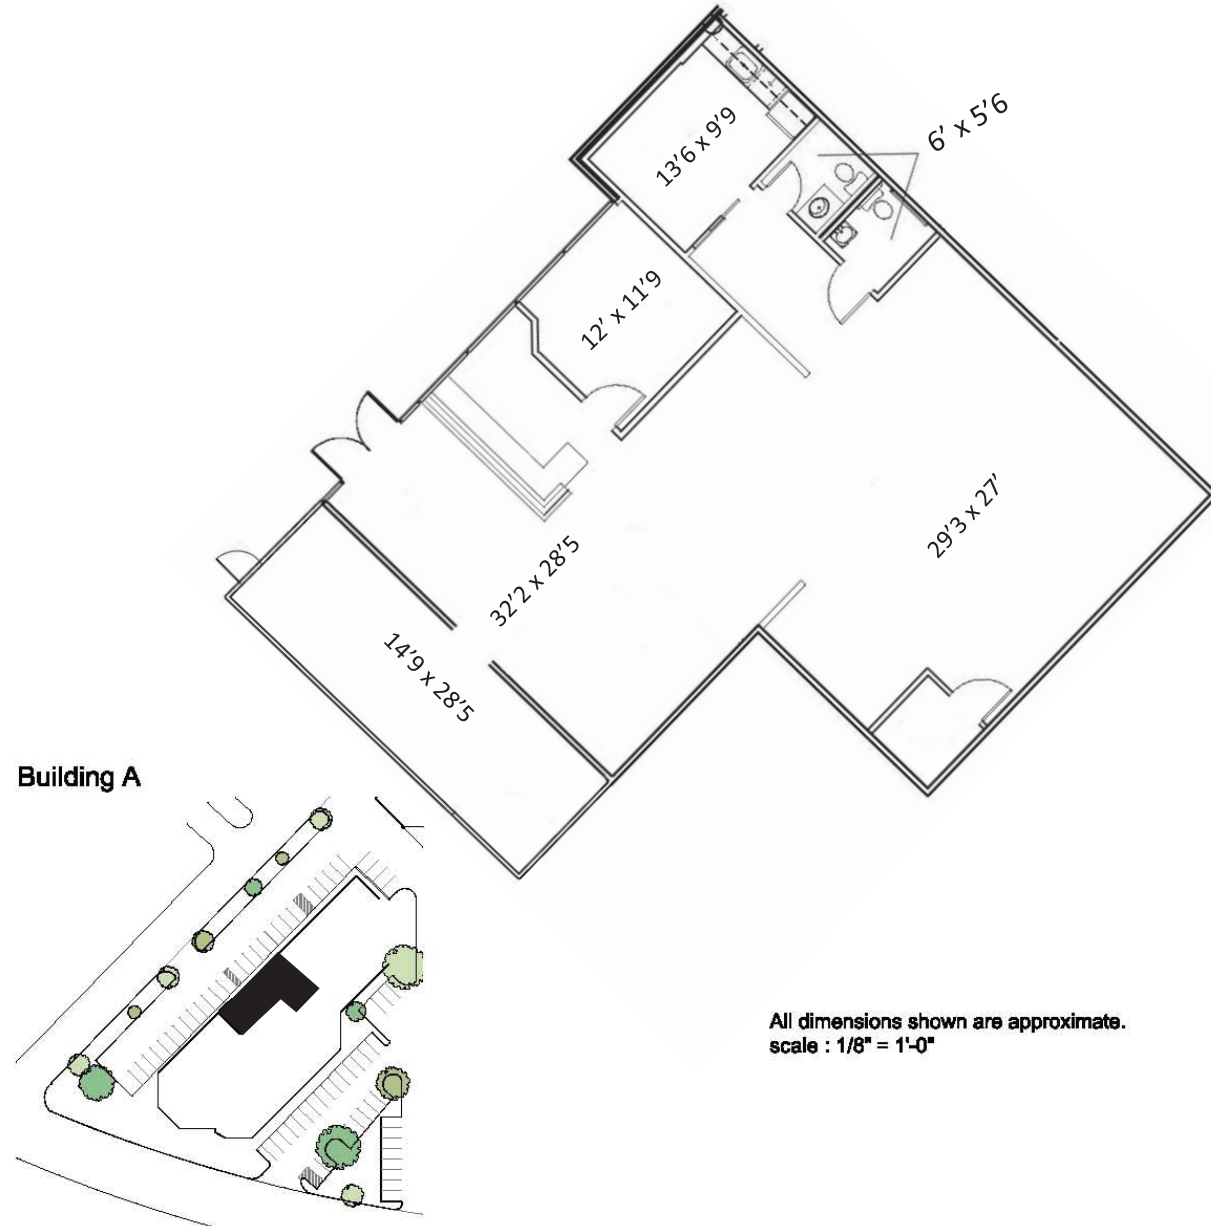 6’ x 5’6
13’6 x 9’9
12’ x 11’9
29’3 x 27’
32’2 x 28’5
14’9 x 28’5
Building A
All dimensions shown are approximate.
scale : 1/8" = 1'-0"